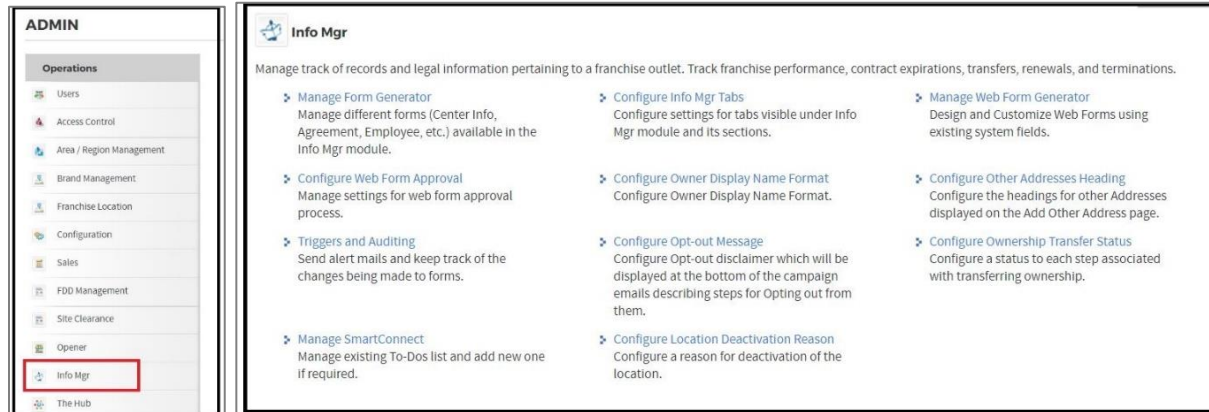 ADMIN
Operations
Users
Access Control
Area / Region Management
Brand Management
Franchise Location
Configuration
Sales
FDD Management
Site Clearance
Opener
Info Mgr
The Hub
Info Mgr
Manage track of records and legal information pertaining to a franchise outlet. Track franchise performance, contract expirations, transfers, renewals, and terminations.
Manage Form Generator
Manage different forms (Center Info,
Agreement, Employee, etc.) available in the
Info Mgr module.
Configure Info Mgr Tabs
Configure settings for tabs visible under Info
Mgr module and its sections.
Manage Web Form Generator
Design and Customize Web Forms using
existing system fields.
Configure Web Form Approval
Manage settings for web form approval
process.
Configure Owner Display Name Format
Configure Owner Display Name Format.
Configure Other Addresses Heading
Configure the headings for other Addresses
displayed on the Add Other Address page.
Triggers and Auditing
Send alert mails and keep track of the
changes being made to forms.
Configure Opt-out Message
Configure Opt-out disclaimer which will be
displayed at the bottom of the campaign
emails describing steps for Opting out from
them.
Configure Ownership Transfer Status
Configure a status to each step associated
with transferring ownership.
Manage SmartConnect
Manage existing To-Dos list and add new one
if required.
Configure Location Deactivation Reason
Configure a reason for deactivation of the
location.